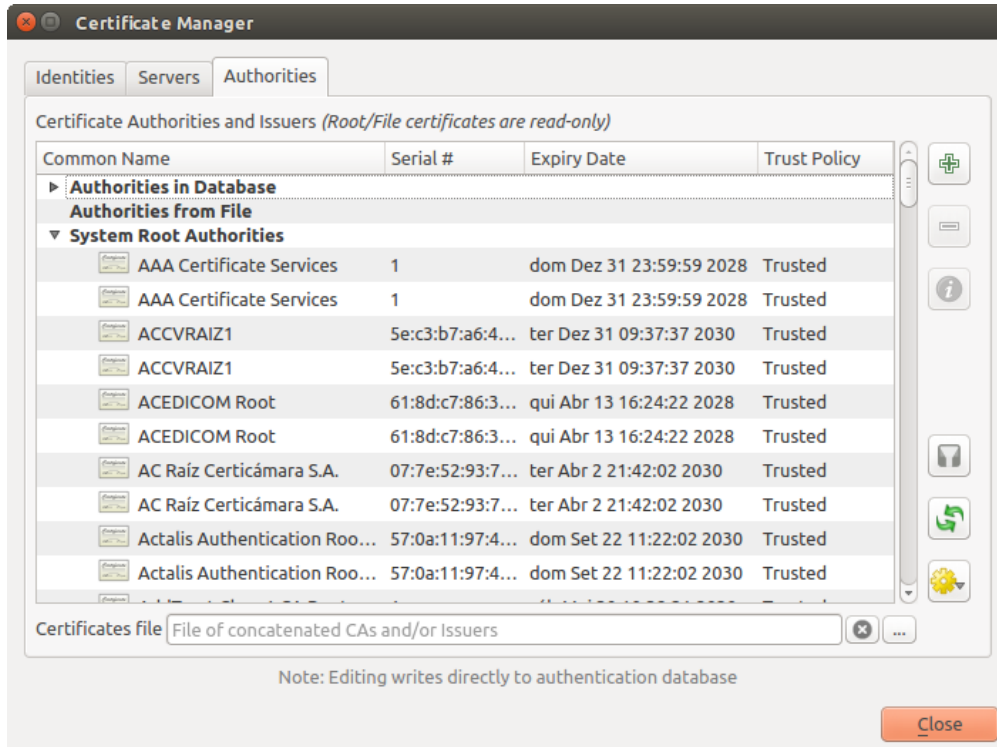 Certificate Manager
Identities Servers Authorities
Certificate Authorities and Issuers (Root/File certificates are read-only)
Common Name Serial # Expiry Date Trust Policy
Authorities in Database
Authorities from File
System Root Authorities
AAA Certificate Services 1 dom Dez 31 23:59:59 2028 Trusted
AAA Certificate Services 1 dom Dez 31 23:59:59 2028 Trusted
ACCVRAIZ1 5e:c3:b7:a6:4... ter Dez 31 09:37:37 2030 Trusted
ACCVRAIZ1 5e:c3:b7:a6:4... ter Dez 31 09:37:37 2030 Trusted
ACEDICOM Root 61:8d:c7:86:3... qui Abr 13 16:24:22 2028 Trusted
ACEDICOM Root 61:8d:c7:86:3... qui Abr 13 16:24:22 2028 Trusted
AC Raíz Certicámara S.A. 07:7e:52:93:7... ter Abr 2 21:42:02 2030 Trusted
AC Raíz Certicámara S.A. 07:7e:52:93:7... ter Abr 2 21:42:02 2030 Trusted
Actalis Authentication Roo... 57:0a:11:97:4... dom Set 22 11:22:02 2030 Trusted
Actalis Authentication Roo... 57:0a:11:97:4... dom Set 22 11:22:02 2030 Trusted
Certificates file File of concatenated CAs and/or Issuers ...
Note: Editing writes directly to authentication database
Close